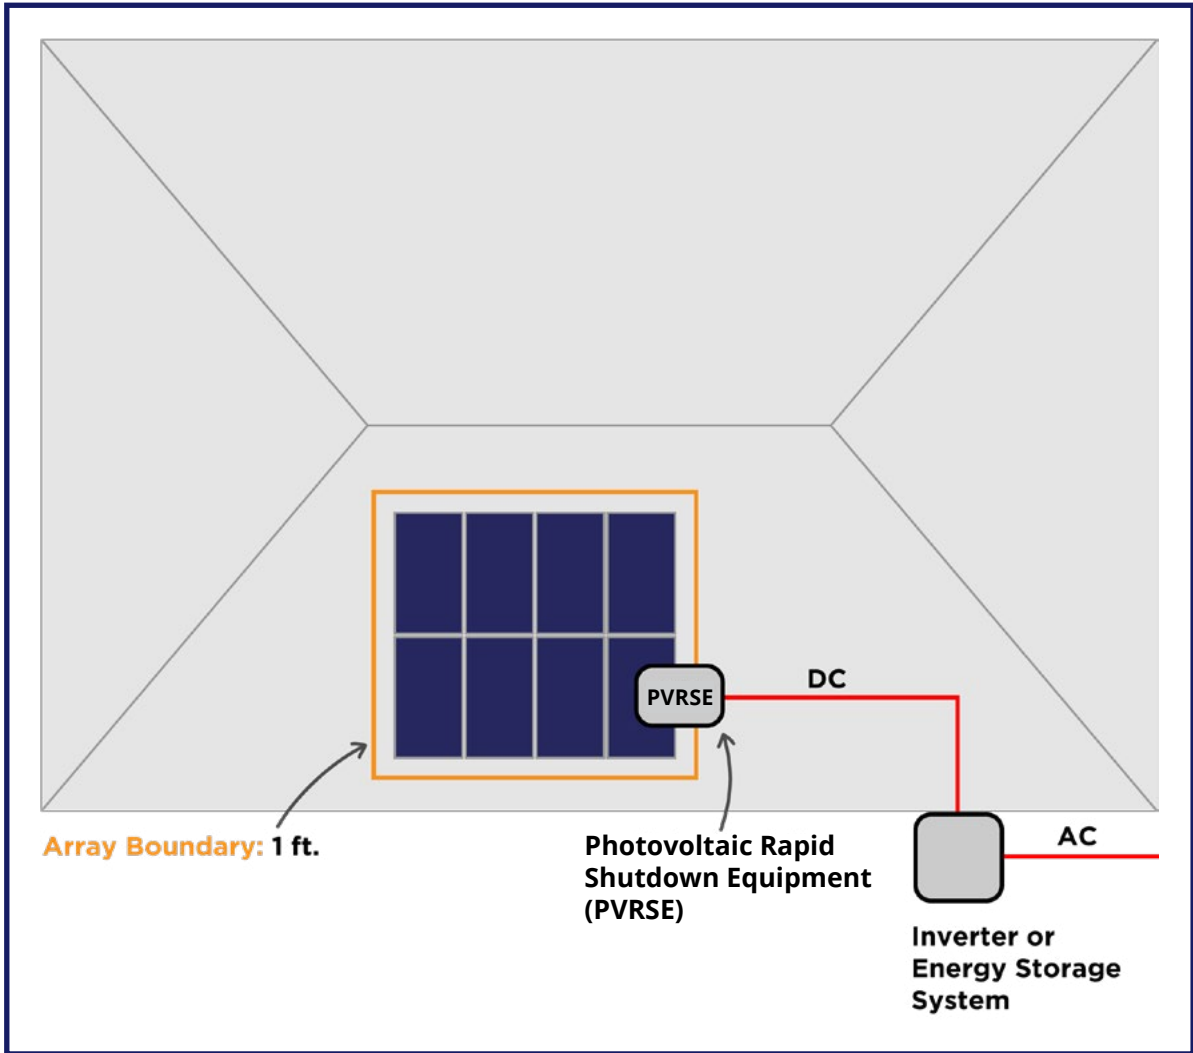 PVRSE
DC
Array Boundary: 1 ft.
Photovoltaic Rapid
Shutdown Equipment
(PVRSE)
AC
Inverter or
Energy Storage
System